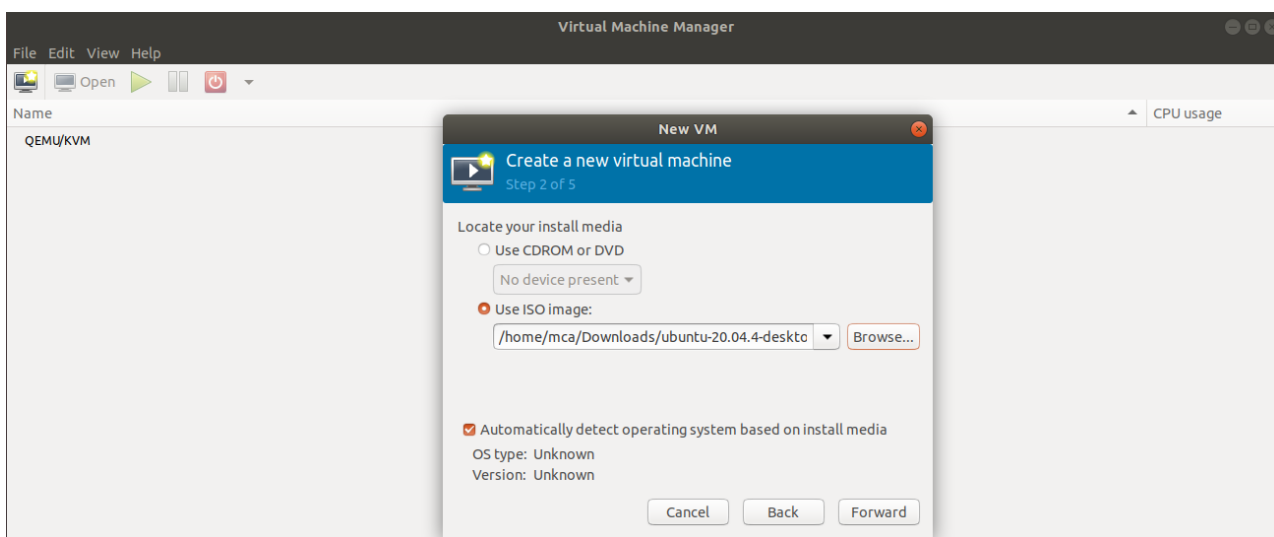 Virtual Machine Manager
File Edit View Help
Open
Name
CPU usage
QEMU/KVM
New VM
Create a new virtual machine
Step 2 of 5
Locate your install media
Use CDROM or DVD
No device present
Use ISO image:
/home/mca/Downloads/ubuntu-20.04.4-deskto
Browse...
Automatically detect operating system based on install media
OS type: Unknown
Version: Unknown
Cancel Back Forward